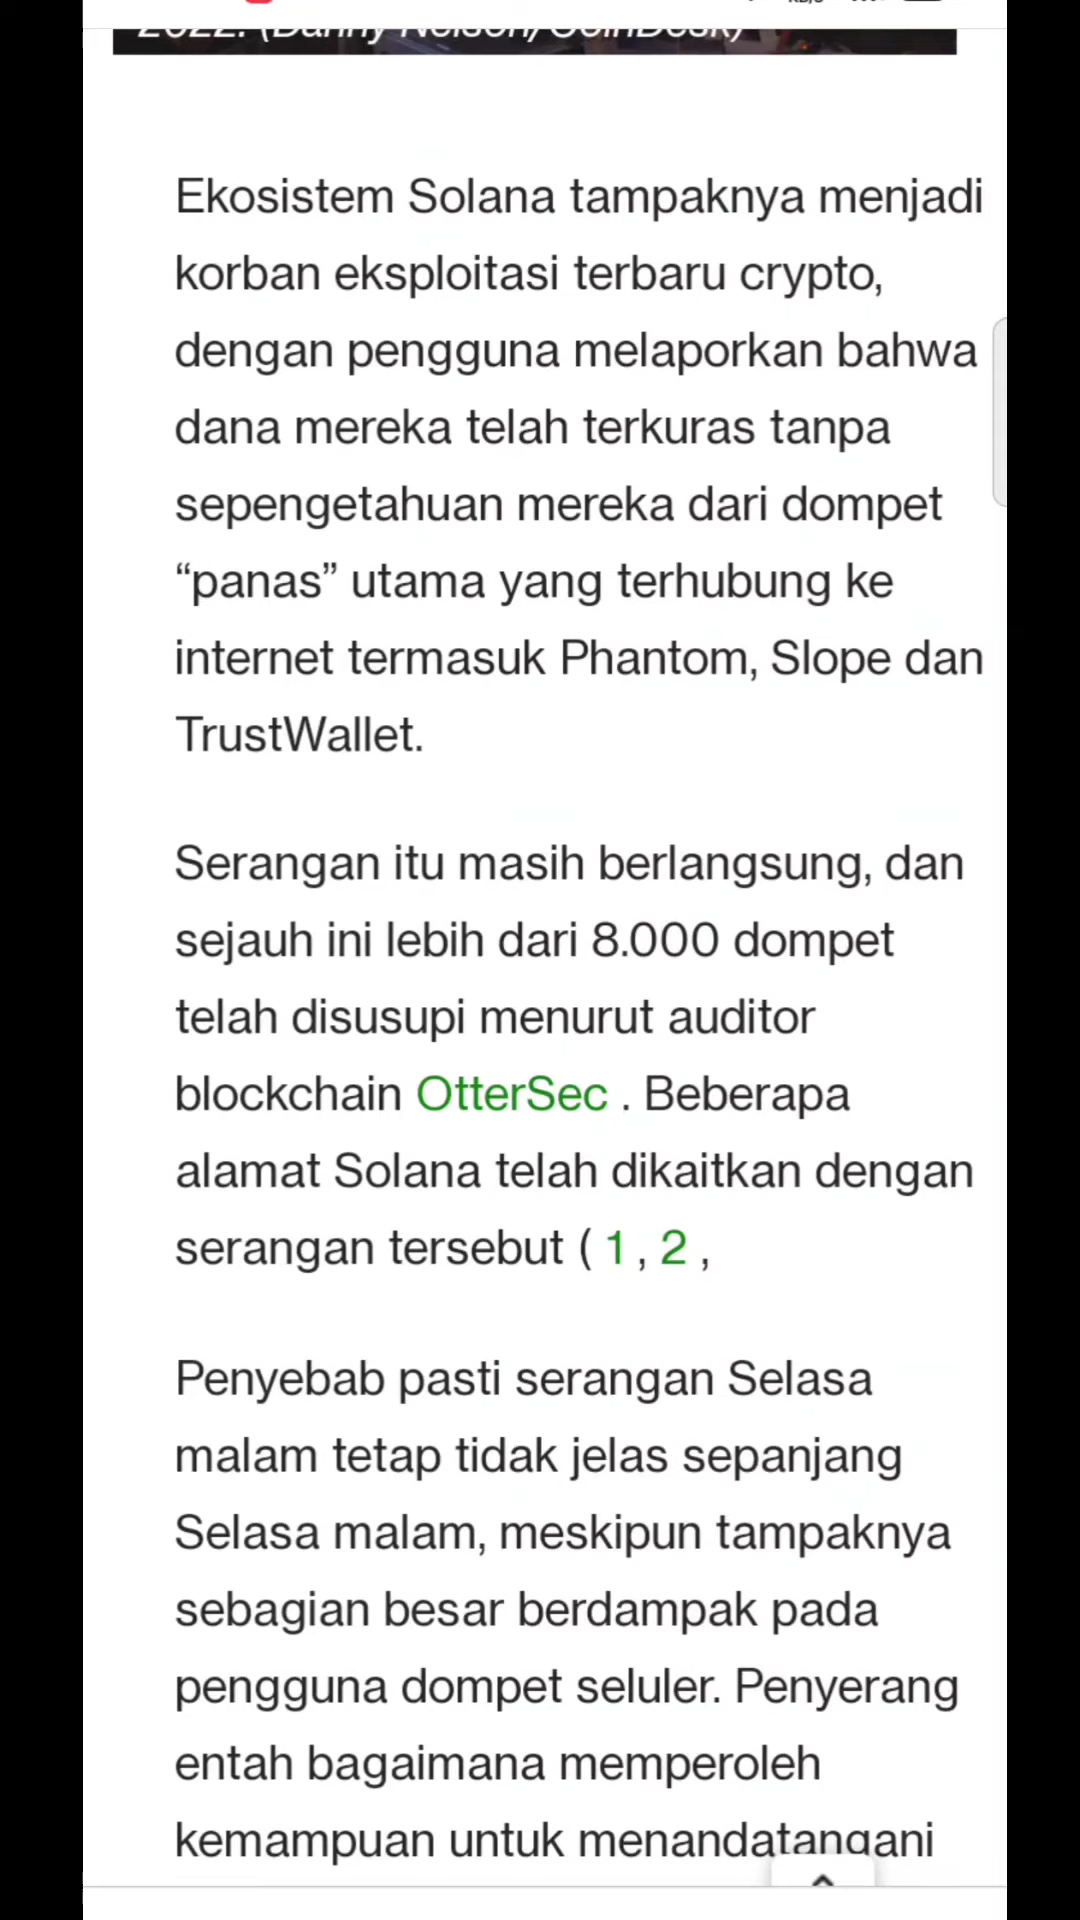 2022. (Danny Nelson/CoinDesk)
Ekosistem Solana tampaknya menjadi
korban eksploitasi terbaru crypto,
dengan pengguna melaporkan bahwa
dana mereka telah terkuras tanpa
sepengetahuan mereka dari dompet
“panas” utama yang terhubung ke
internet termasuk Phantom, Slope dan
TrustWallet.
Serangan itu masih berlangsung, dan
sejauh ini lebih dari 8.000 dompet
telah disusupi menurut auditor
blockchain OtterSec . Beberapa
alamat Solana telah dikaitkan dengan
serangan tersebut ( 1 , 2 ,
Penyebab pasti serangan Selasa
malam tetap tidak jelas sepanjang
Selasa malam, meskipun tampaknya
sebagian besar berdampak pada
pengguna dompet seluler. Penyerang
entah bagaimana memperoleh
kemampuan untuk menandatangani